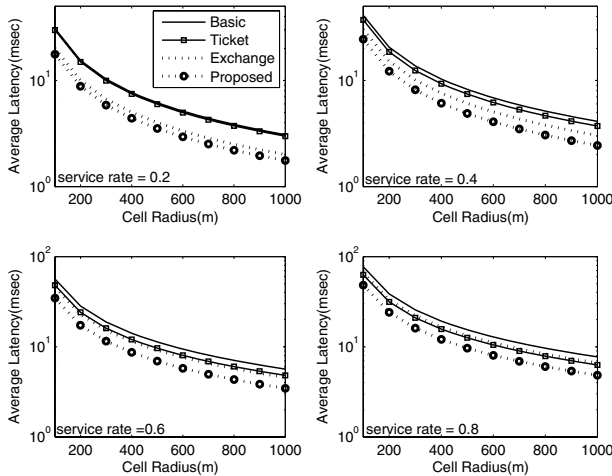 Basic
Ticket
Exchange
Proposed
Average Latency(msec)
10^1
10^0
service rate = 0.2
200 400 600 800 1000
Cell Radius(m)
Average Latency(msec)
10^1
10^0
service rate = 0.4
200 400 600 800 1000
Cell Radius(m)
Average Latency(msec)
10^2
10^1
10^0
service rate =0.6
200 400 600 800 1000
Cell Radius(m)
Average Latency(msec)
10^2
10^1
10^0
service rate = 0.8
200 400 600 800 1000
Cell Radius(m)